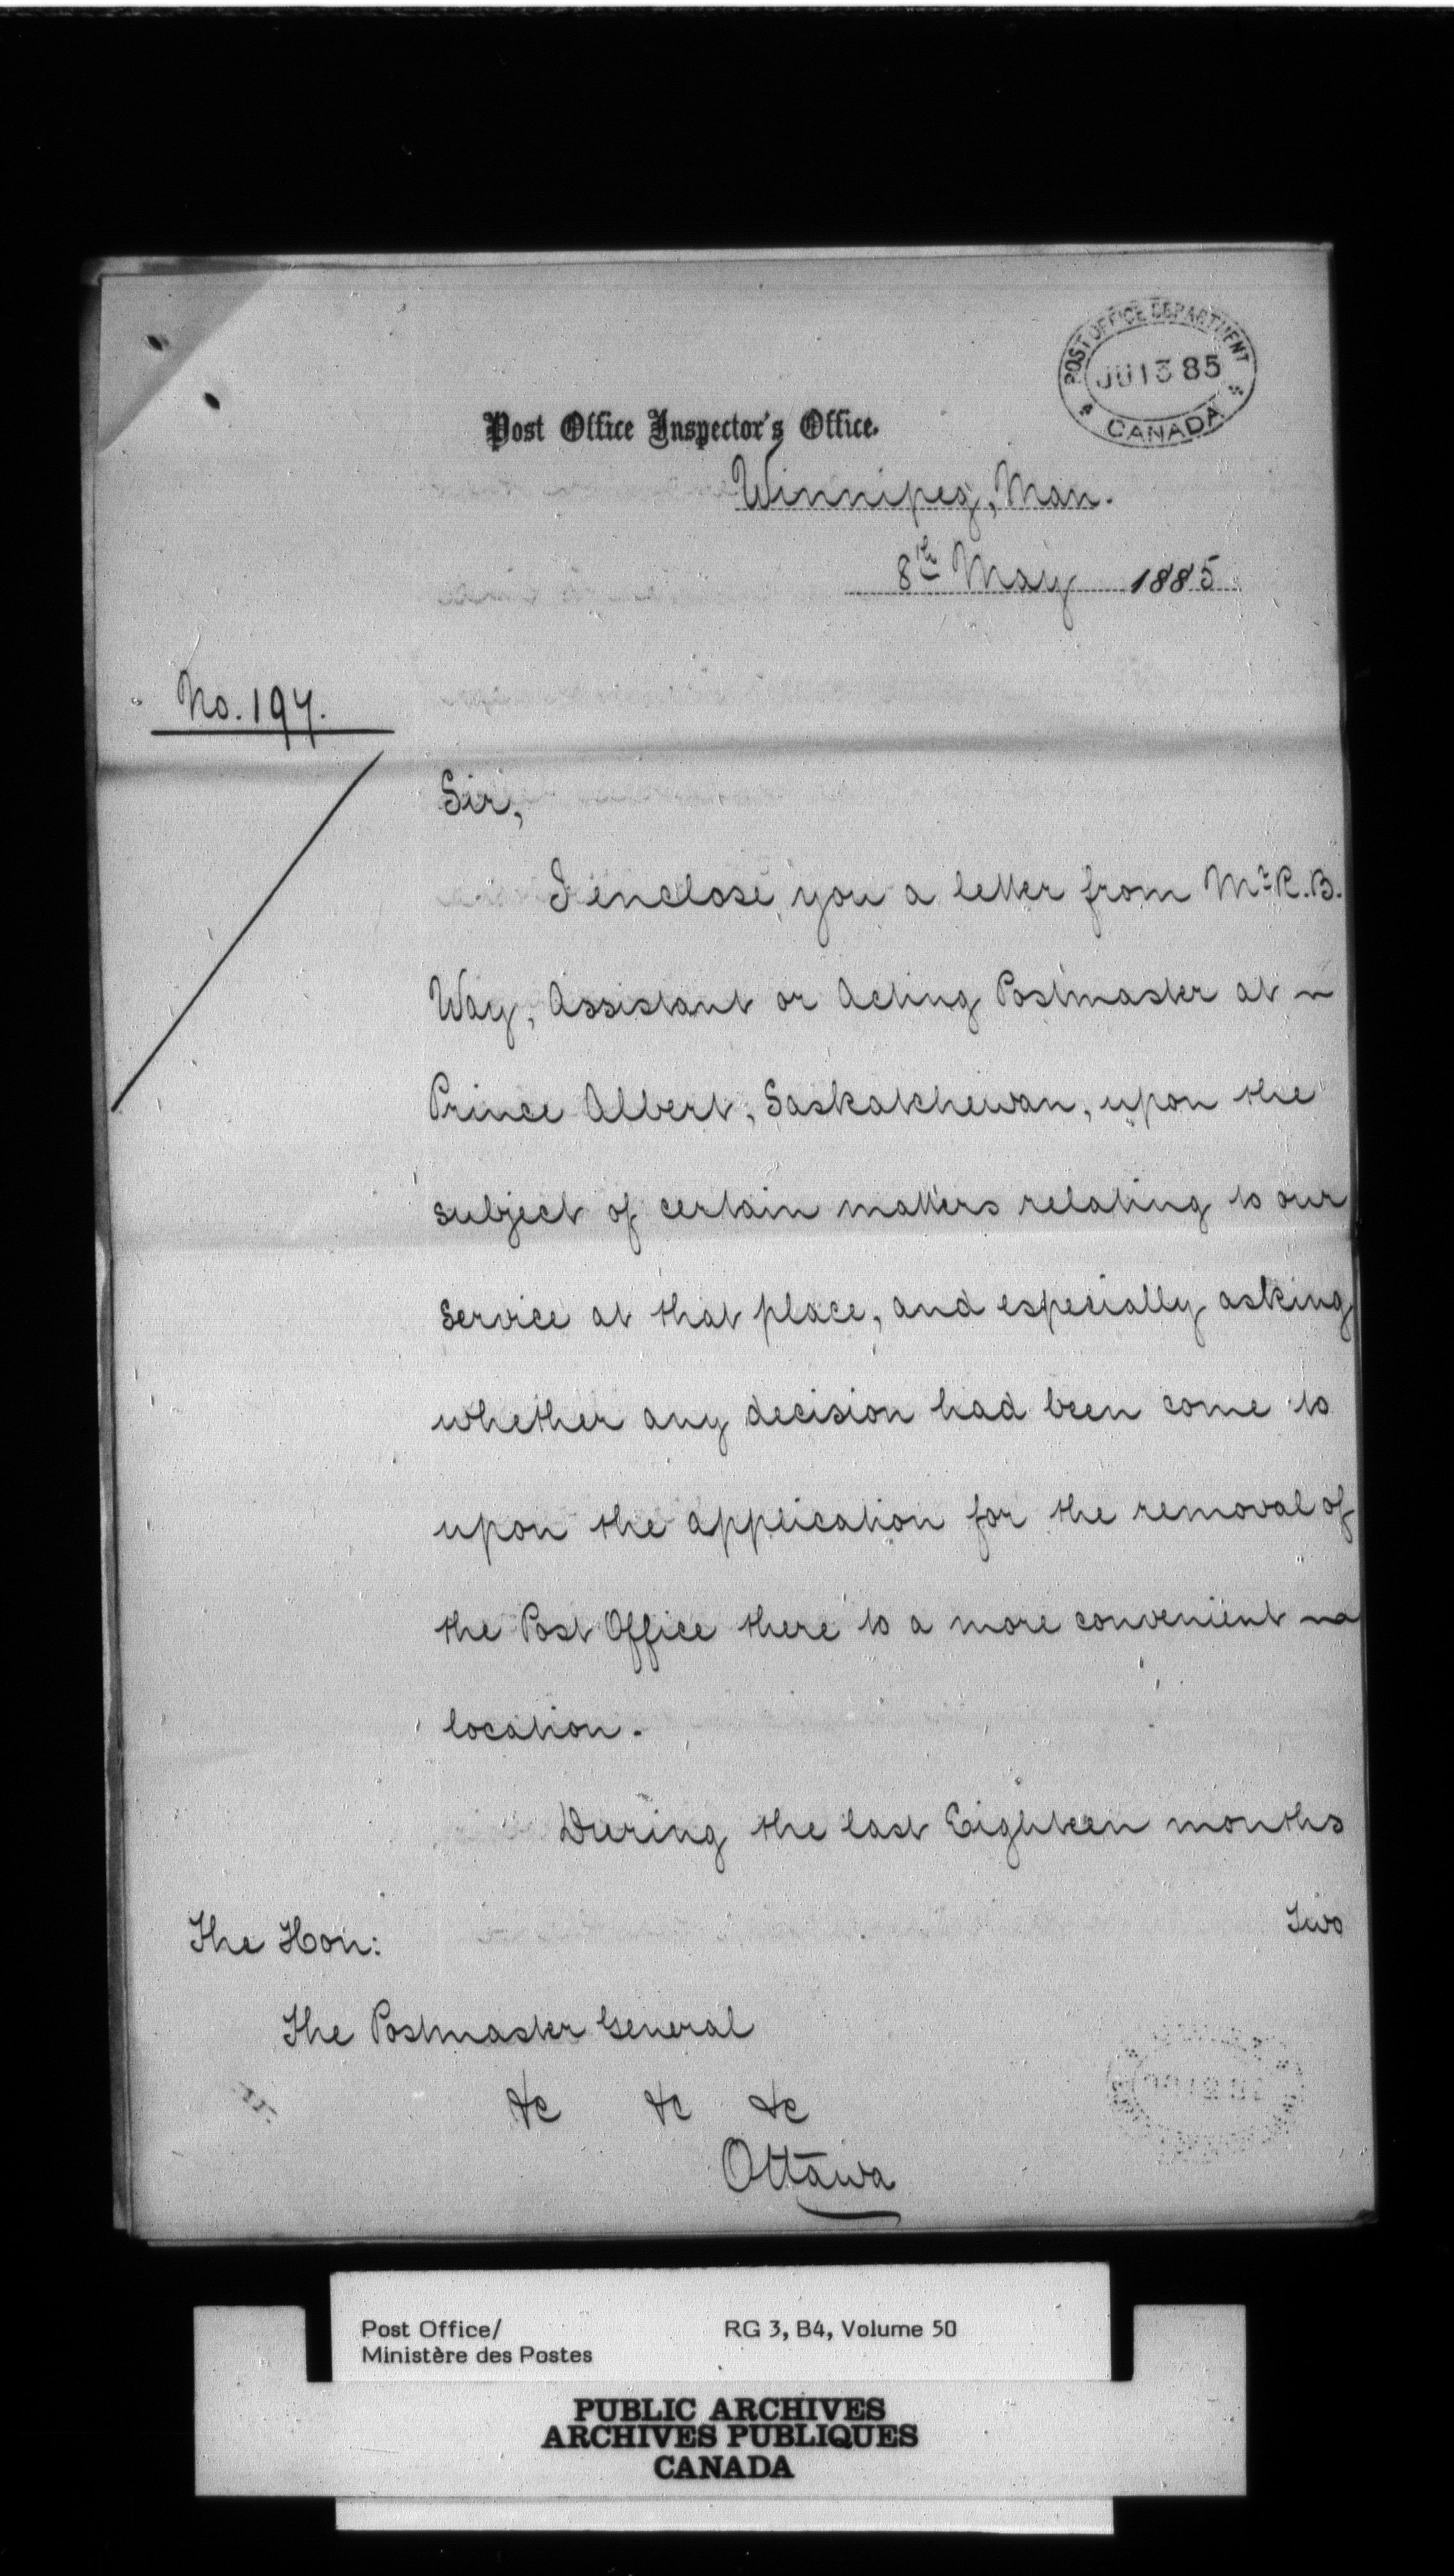 POST OFFICE DEPARTMENT
JU 13 85
CANADA
Post Office Inspector's Office.
Winnipeg, Man.
8th May 1885
No. 197.
Sir,
I enclose you a letter from Mr R. B.
Way, Assistant or Acting Postmaster at
Prince Albert, Saskatchewan, upon the
subject of certain matters relating to our
Service at that place, and especially asking
whether any decision had been come to
upon the application for the removal of
the Post Office there to a more convenient
location.
During the last Eighteen months
Two
The Hon:
The Postmaster General
&c &c &c
Ottawa
Post Office/ RG 3, B4, Volume 50
Ministère des Postes
PUBLIC ARCHIVES
ARCHIVES PUBLIQUES
CANADA